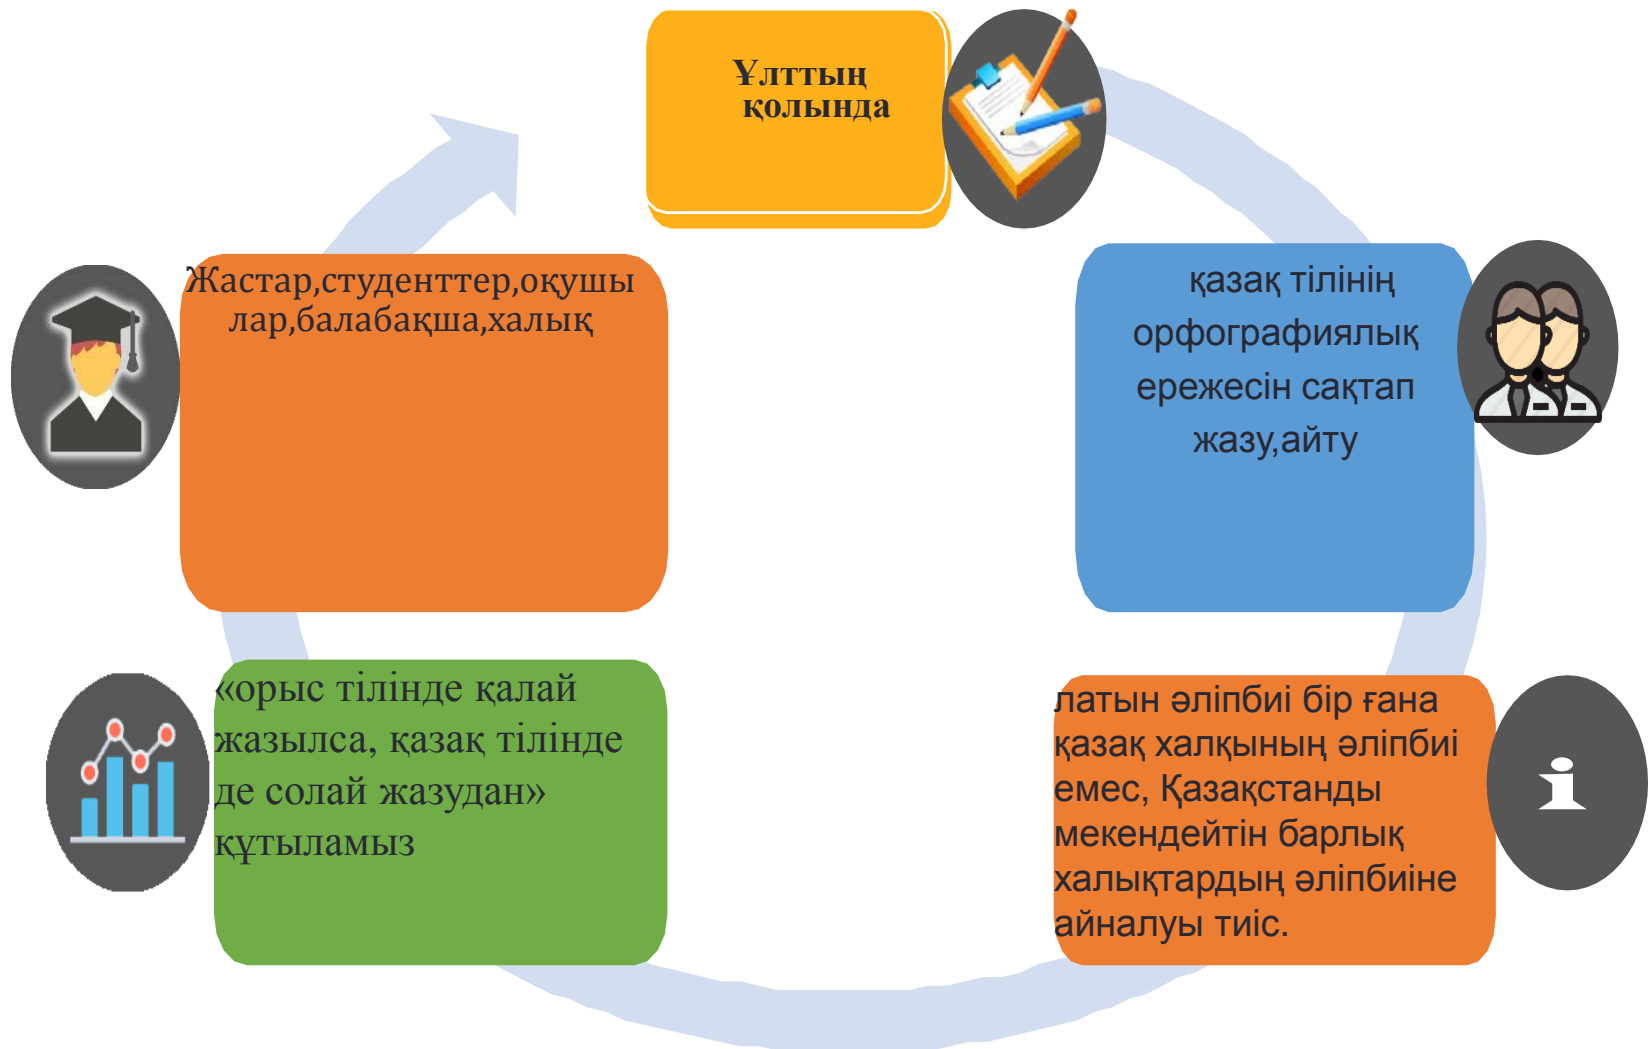 Ұлттың
қолында
қазақ тілінің
орфографиялық
ережесін сақтап
жазу,айту
латын әліпбиі бір ғана
қазақ халқының әліпбиі
емес, Қазақстанды
мекендейтін барлық
халықтардың әліпбиіне
айналуы тиіс.
«орыс тілінде қалай
жазылса, қазақ тілінде
де солай жазудан»
құтыламыз
Жастар,студенттер,оқушы
лар,балабақша,халық